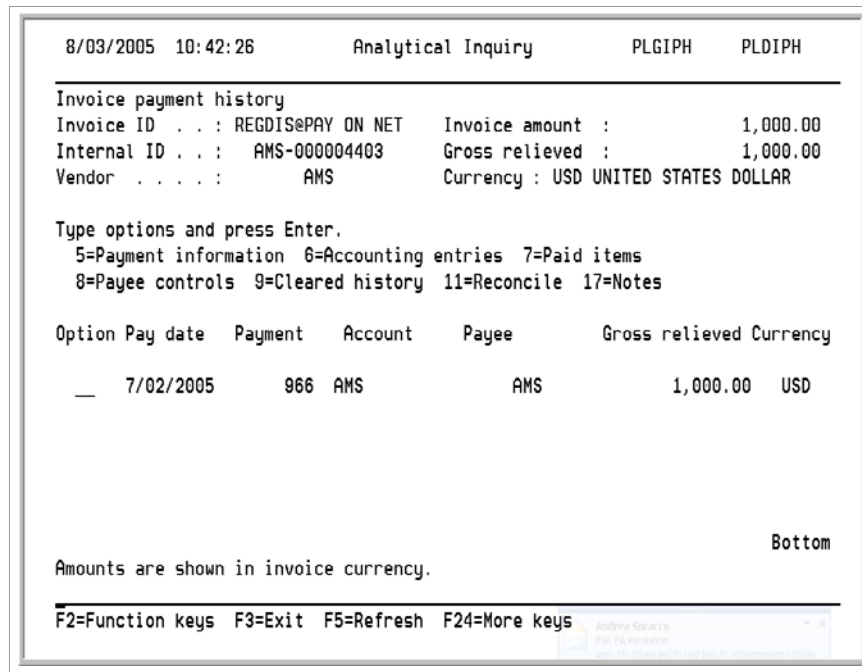 8/03/2005 10:42:26 Analytical Inquiry PLGIPH PLDIPH
Invoice payment history
Invoice ID . . : REGDIS@PAY ON NET Invoice amount : 1,000.00
Internal ID . . : AMS-000004403 Gross relieved : 1,000.00
Vendor . . . . : AMS Currency : USD UNITED STATES DOLLAR
Type options and press Enter.
5=Payment information 6=Accounting entries 7=Paid items
8=Payee controls 9=Cleared history 11=Reconcile 17=Notes
Option Pay date Payment Account Payee Gross relieved Currency
__ 7/02/2005 966 AMS AMS 1,000.00 USD
Bottom
Amounts are shown in invoice currency.
F2=Function keys F3=Exit F5=Refresh F24=More keys
Andrea Soracco